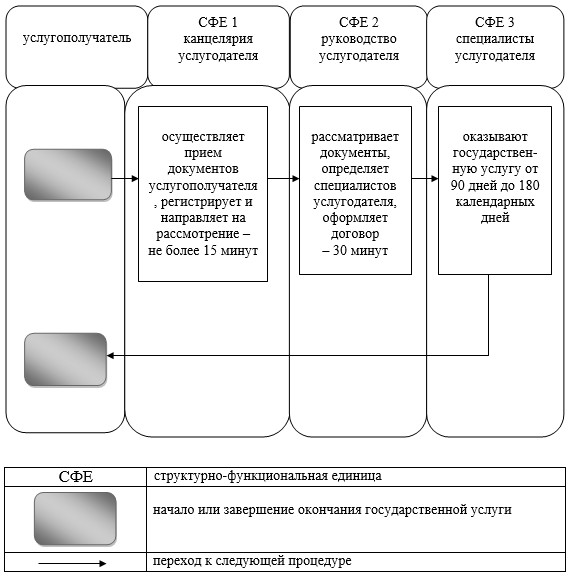 услугополучатель
СФЕ 1
канцелярия
услугодателя
СФЕ 2
руководство
услугодателя
СФЕ 3
специалисты
услугодателя
осуществляет
прием
документов
услугополучателя
, регистрирует и
направляет на
рассмотрение –
не более 15 минут
рассматривает
документы,
определяет
специалистов
услугодателя,
оформляет
договор
– 30 минут
оказывают
государствен-
ную услугу от
90 дней до 180
календарных
дней
СФЕ
структурно-функциональная единица
начало или завершение окончания государственной услуги
переход к следующей процедуре